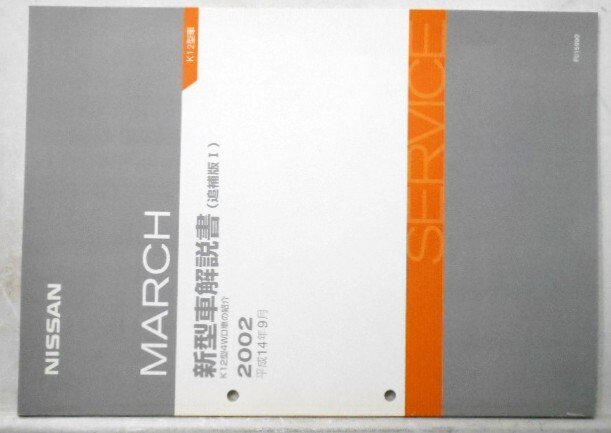 K12型車
NISSAN
MARCH
新型車解説書(追補版Ⅰ)
K12型4WD車の紹介
2002
平成14年9月
SERVICE